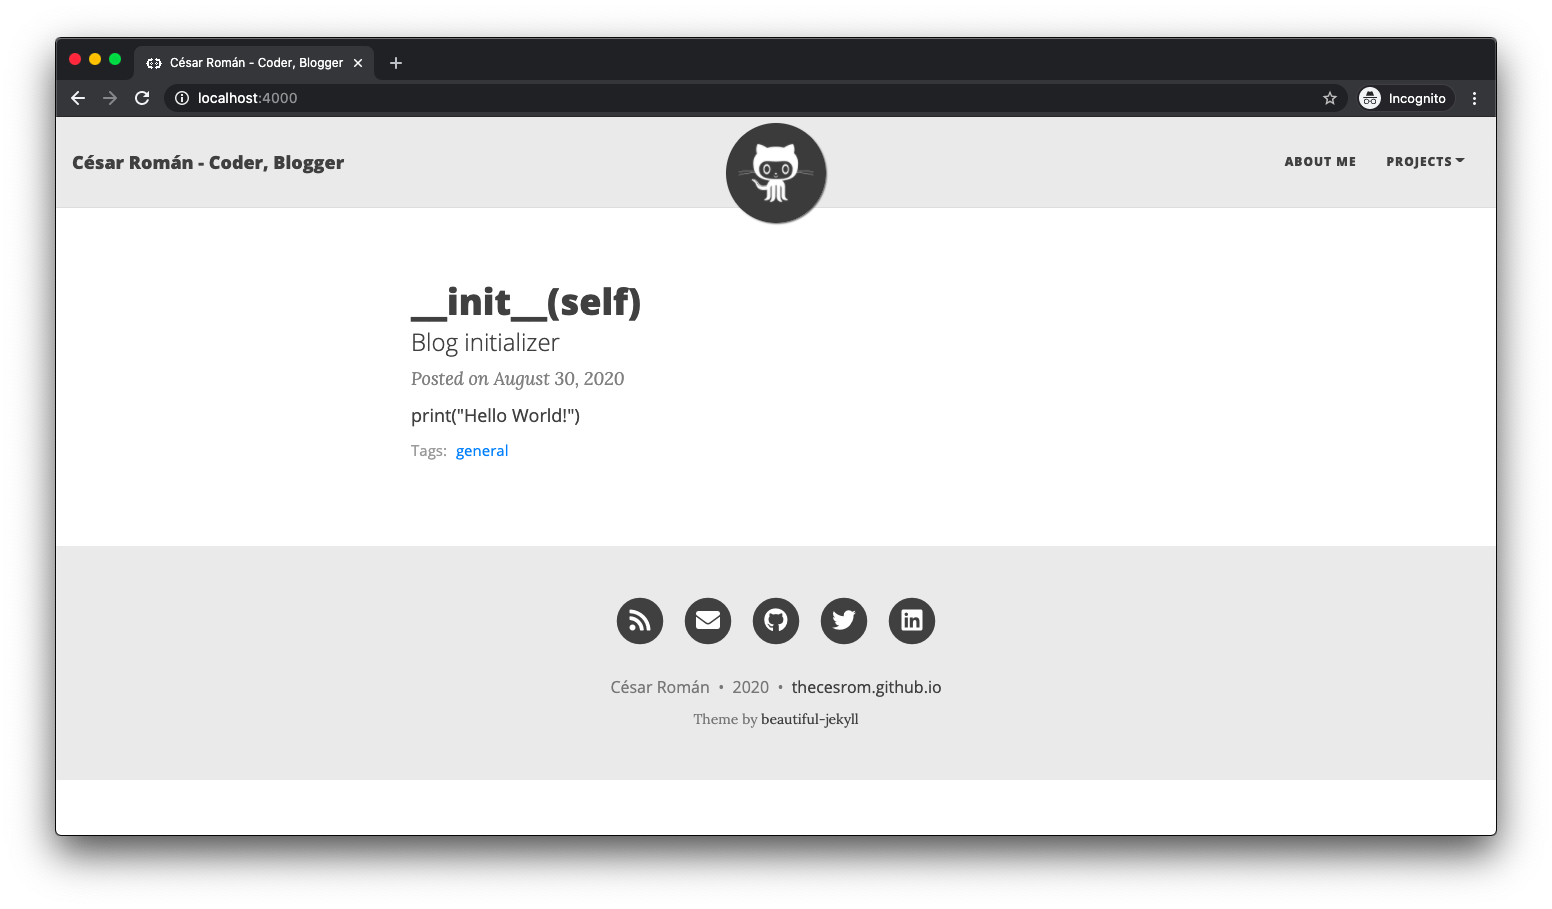 César Román - Coder, Blogger
localhost:4000
Incognito
César Román - Coder, Blogger
ABOUT ME
PROJECTS
__init__(self)
Blog initializer
Posted on August 30, 2020
print("Hello World!")
Tags: general
César Román • 2020 • thecesrom.github.io
Theme by beautiful-jekyll